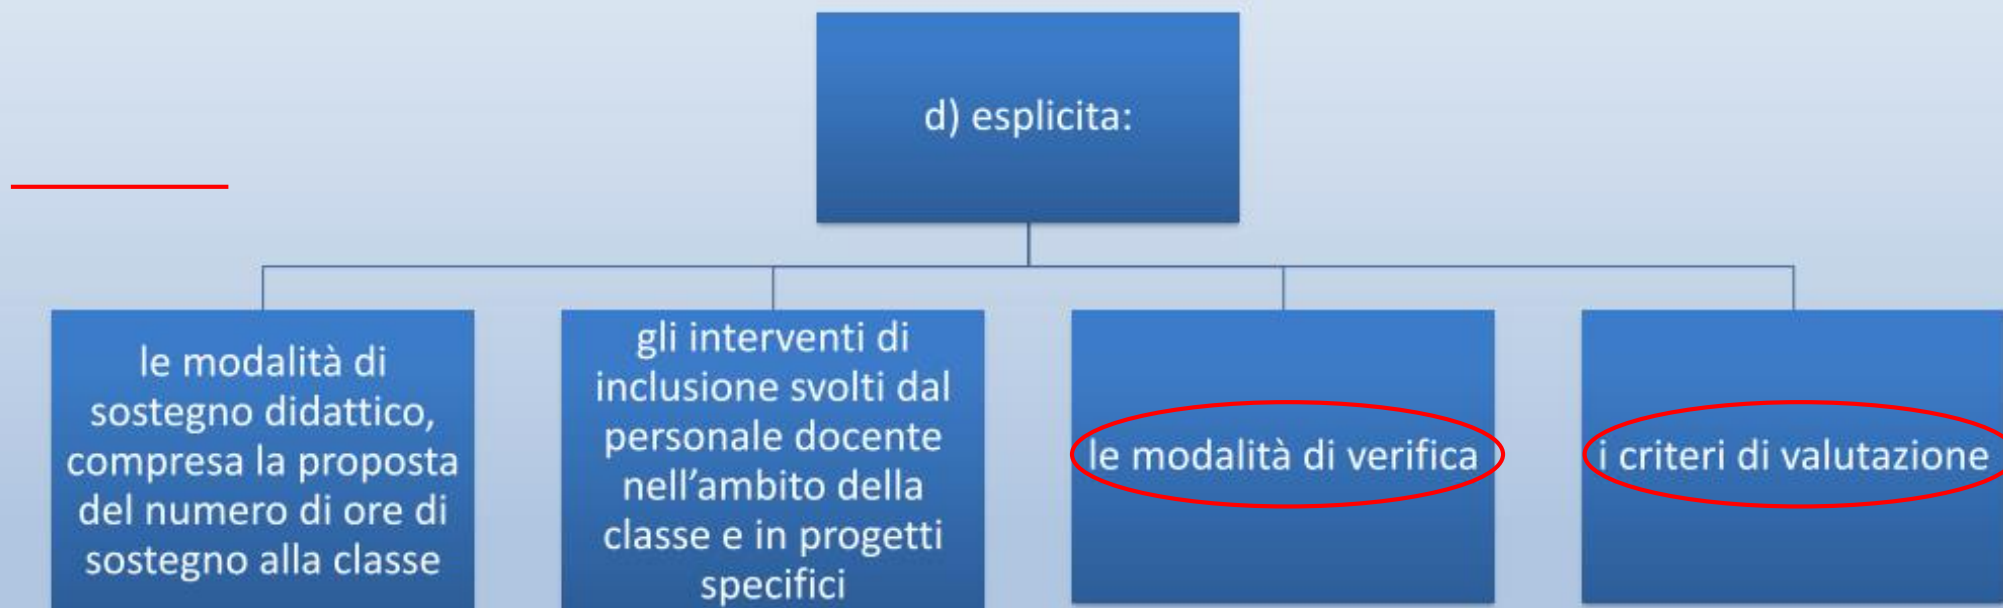 d) esplicita:
le modalità di
sostegno didattico,
compresa la proposta
del numero di ore di
sostegno alla classe
gli interventi di
inclusione svolti dal
personale docente
nell’ambito della
classe e in progetti
specifici
le modalità di verifica
i criteri di valutazione